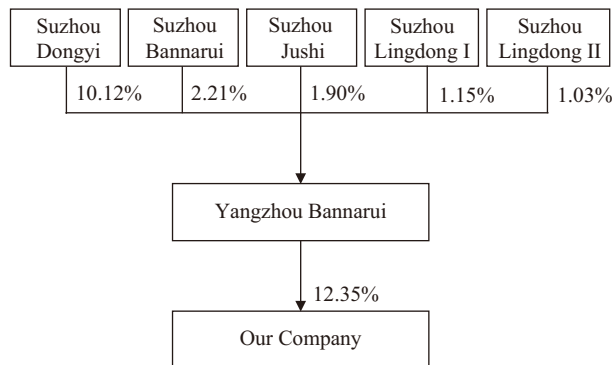 Suzhou
Dongyi
Suzhou
Bannarui
Suzhou
Jushi
Suzhou
Lingdong I
Suzhou
Lingdong II
10.12%
2.21%
1.90%
1.15%
1.03%
Yangzhou Bannarui
12.35%
Our Company